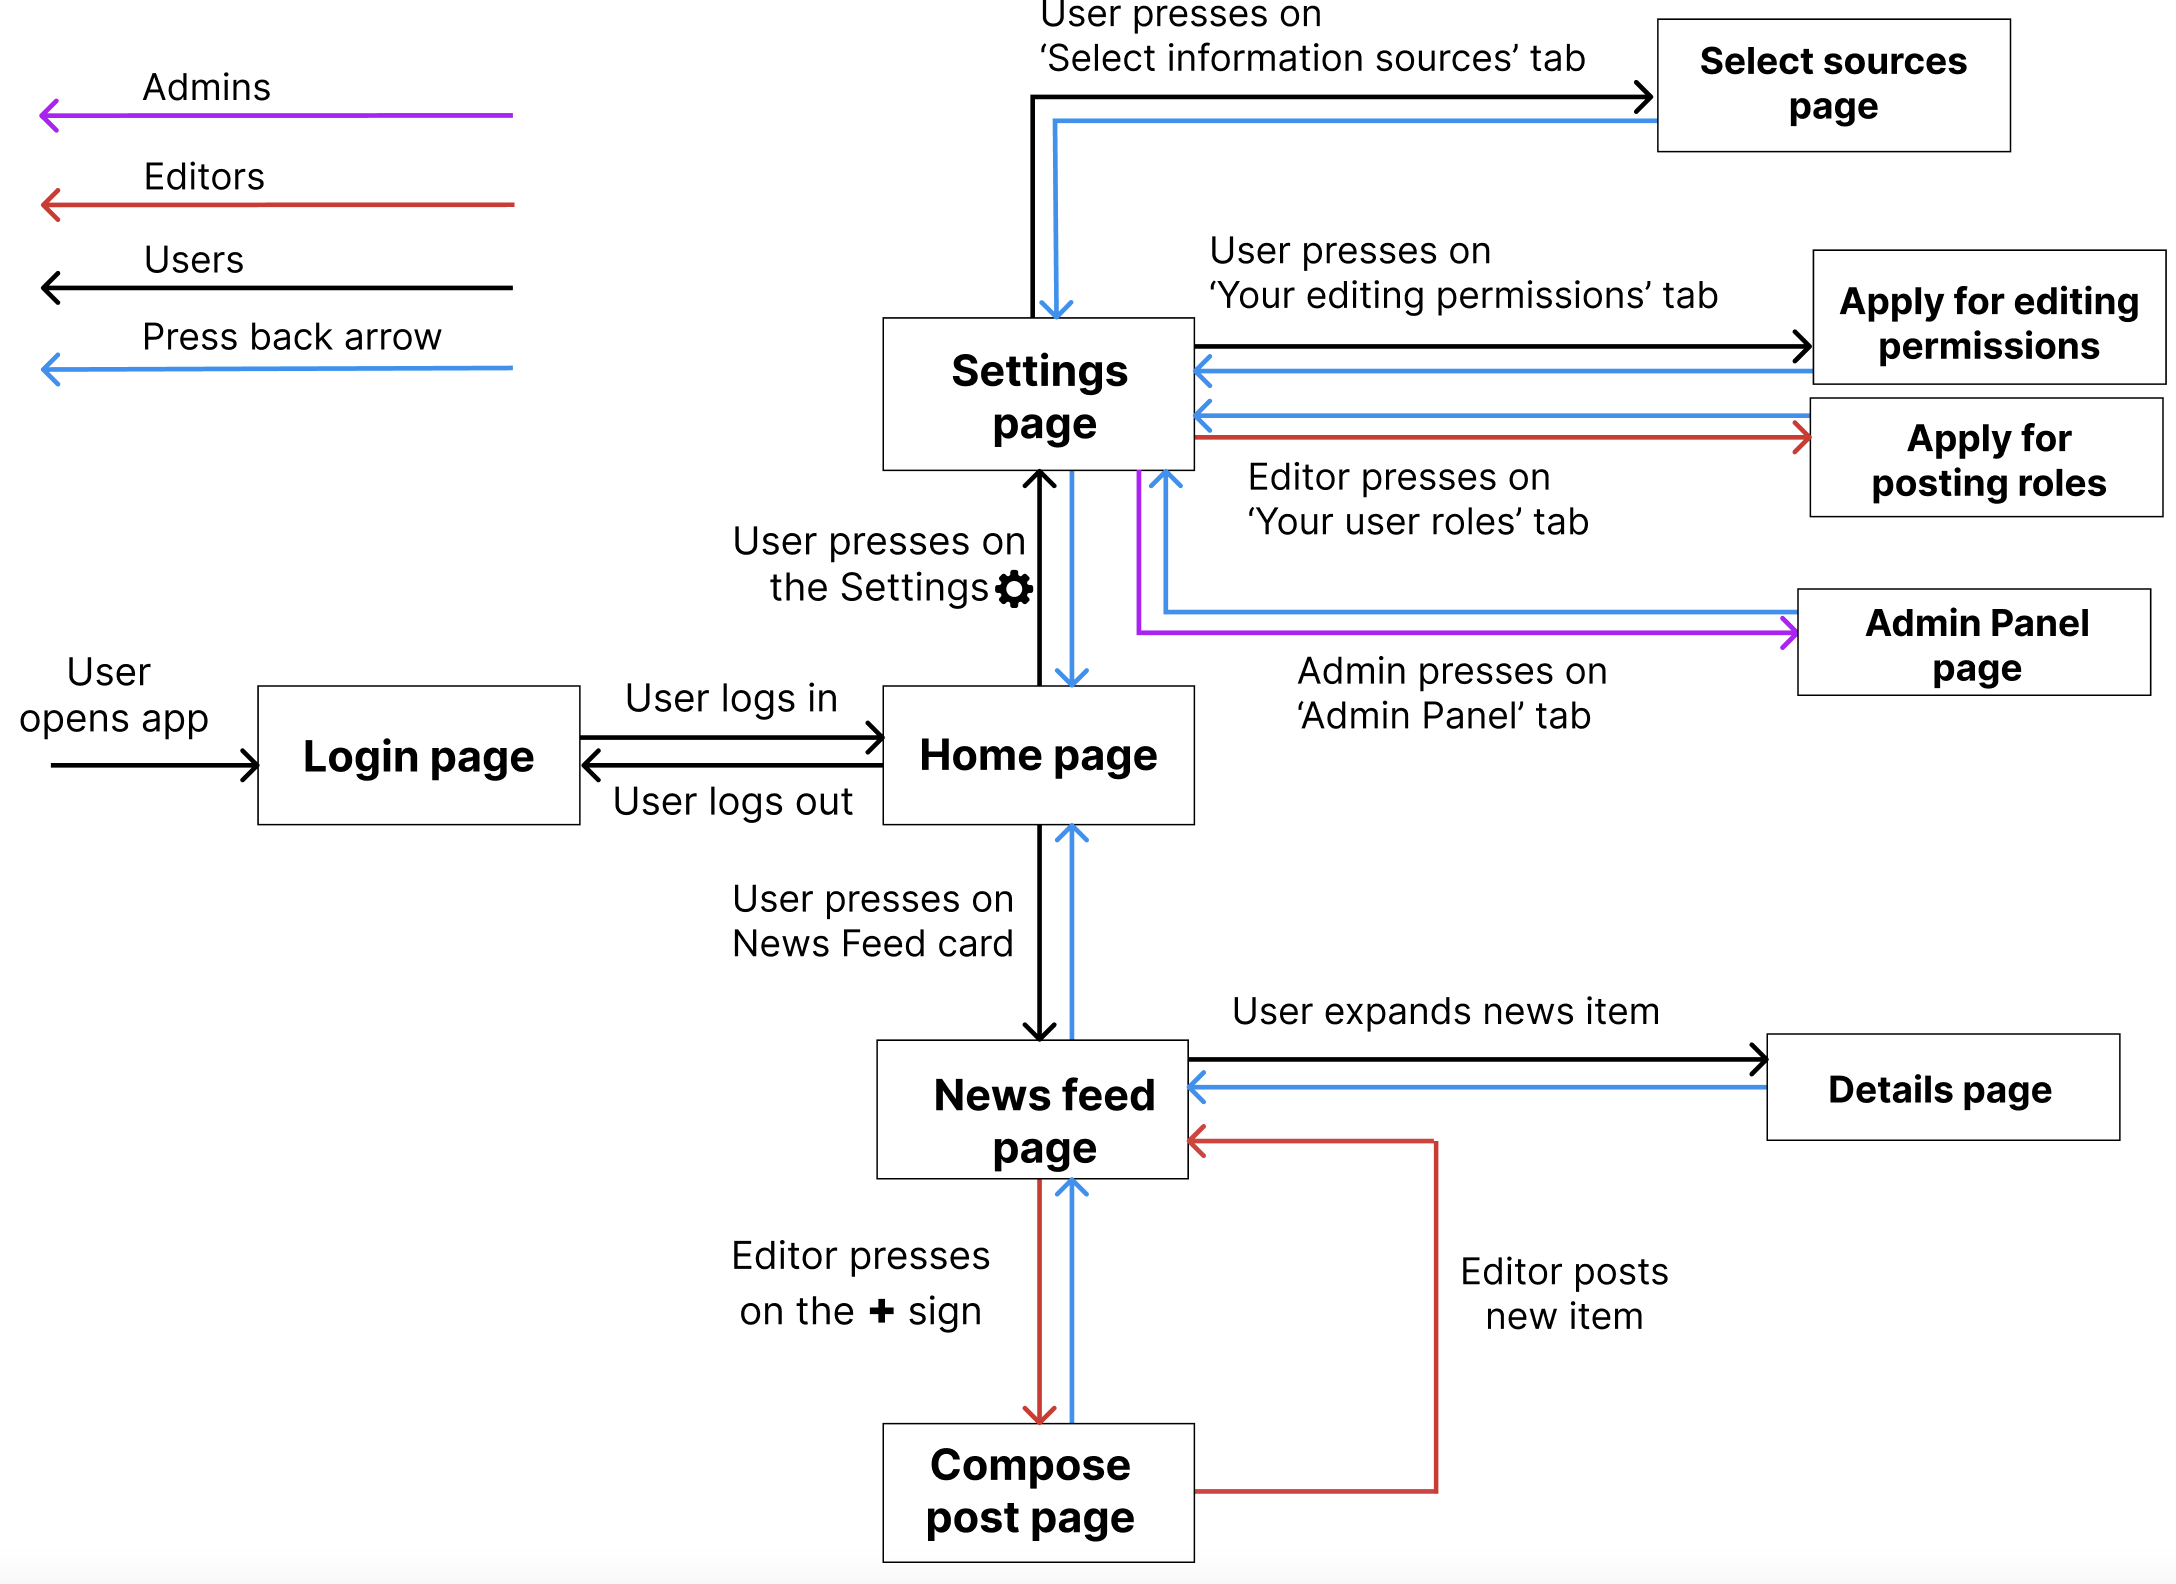 Admins
Editors
Users
Press back arrow
User presses on
‘Select information sources’ tab
Select sources
page
User presses on
‘Your editing permissions’ tab
Apply for editing
permissions
Settings
page
Apply for
posting roles
Editor presses on
‘Your user roles’ tab
User presses on
the Settings
Admin Panel
page
Admin presses on
‘Admin Panel’ tab
User
opens app
Login page
User logs in
User logs out
Home page
User presses on
News Feed card
User expands news item
News feed
page
Details page
Editor presses
on the + sign
Editor posts
new item
Compose
post page